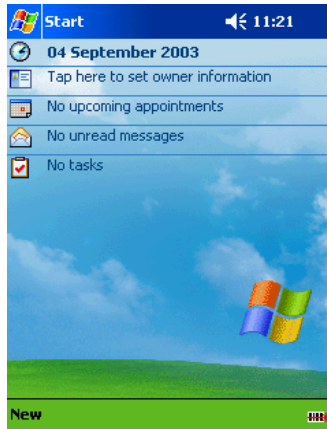 Start 11:21
04 September 2003
Tap here to set owner information
No upcoming appointments
No unread messages
No tasks
New